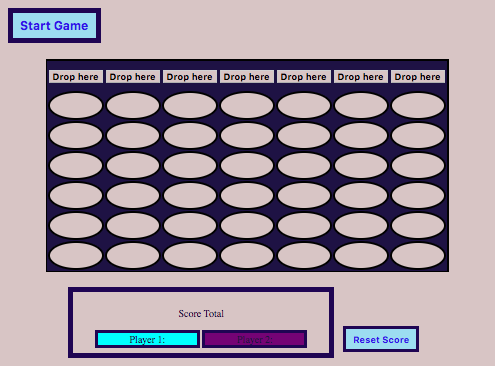 Start Game
Drop here Drop here Drop here Drop here Drop here Drop here Drop here
Score Total
Player 1: Player 2:
Reset Score